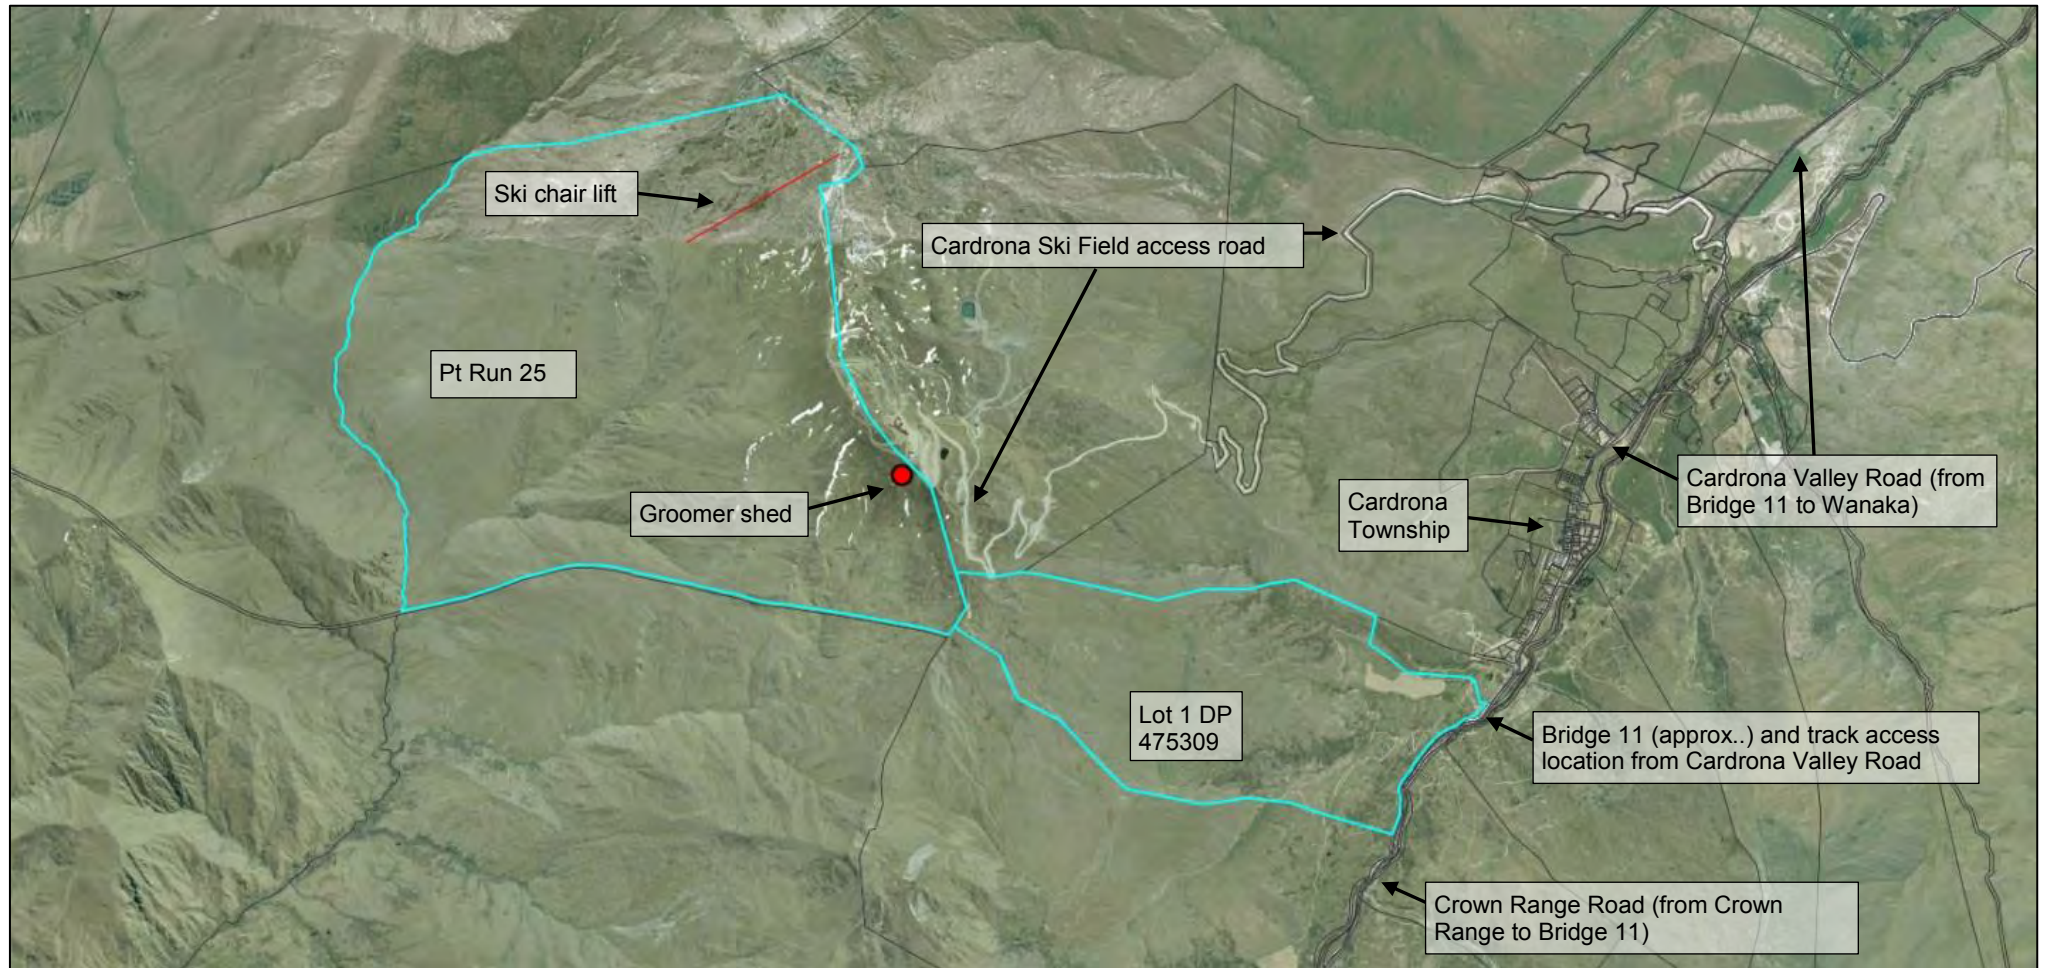 Ski chair lift
Cardrona Ski Field access road
Pt Run 25
Groomer shed
Cardrona
Township
Cardrona Valley Road (from
Bridge 11 to Wanaka)
Lot 1 DP
475309
Bridge 11 (approx..) and track access
location from Cardrona Valley Road
Crown Range Road (from Crown
Range to Bridge 11)